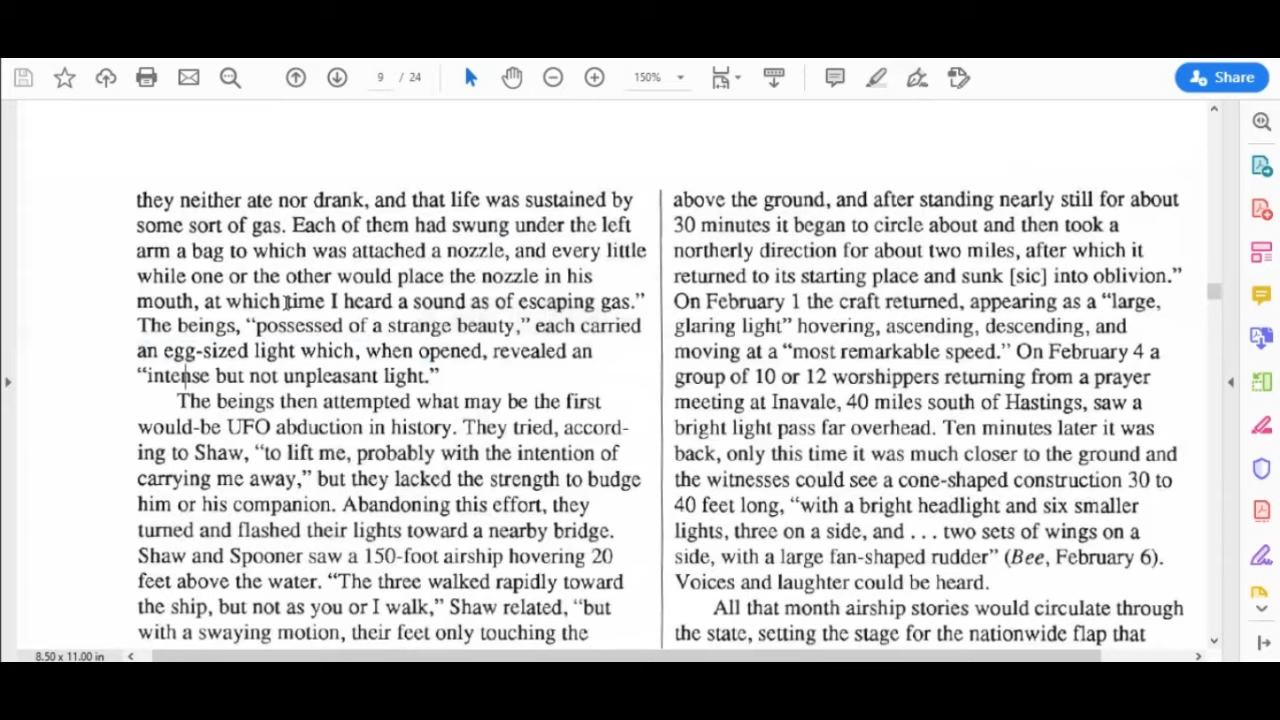 9 / 24
150%
Share
they neither ate nor drank, and that life was sustained by
some sort of gas. Each of them had swung under the left
arm a bag to which was attached a nozzle, and every little
while one or the other would place the nozzle in his
mouth, at which time I heard a sound as of escaping gas.”
The beings, “possessed of a strange beauty,” each carried
an egg-sized light which, when opened, revealed an
“intense but not unpleasant light.”
The beings then attempted what may be the first
would-be UFO abduction in history. They tried, accord-
ing to Shaw, “to lift me, probably with the intention of
carrying me away,” but they lacked the strength to budge
him or his companion. Abandoning this effort, they
turned and flashed their lights toward a nearby bridge.
Shaw and Spooner saw a 150-foot airship hovering 20
feet above the water. “The three walked rapidly toward
the ship, but not as you or I walk,” Shaw related, “but
with a swaying motion, their feet only touching the
above the ground, and after standing nearly still for about
30 minutes it began to circle about and then took a
northerly direction for about two miles, after which it
returned to its starting place and sunk [sic] into oblivion.”
On February 1 the craft returned, appearing as a “large,
glaring light” hovering, ascending, descending, and
moving at a “most remarkable speed.” On February 4 a
group of 10 or 12 worshippers returning from a prayer
meeting at Inavale, 40 miles south of Hastings, saw a
bright light pass far overhead. Ten minutes later it was
back, only this time it was much closer to the ground and
the witnesses could see a cone-shaped construction 30 to
40 feet long, “with a bright headlight and six smaller
lights, three on a side, and . . . two sets of wings on a
side, with a large fan-shaped rudder” (Bee, February 6).
Voices and laughter could be heard.
All that month airship stories would circulate through
the state, setting the stage for the nationwide flap that
8.50 x 11.00 in